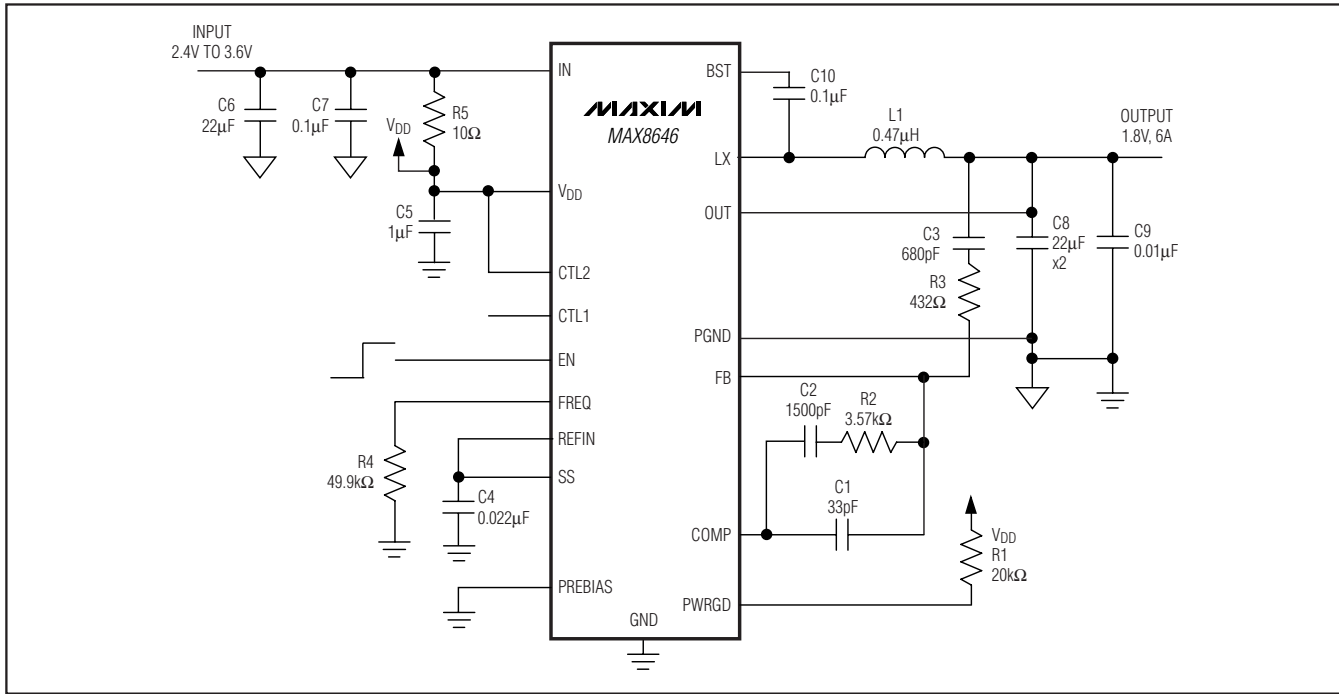 INPUT
2.4V TO 3.6V
C6
22µF
C7
0.1µF
R5
10Ω
VDD
C5
1µF
IN
VDD
CTL2
CTL1
EN
FREQ
REFIN
SS
PREBIAS
R4
49.9kΩ
C4
0.022µF
MAXIM
MAX8646
GND
BST
LX
OUT
PGND
FB
COMP
PWRGD
C10
0.1µF
L1
0.47µH
OUTPUT
1.8V, 6A
C3
680pF
R3
432Ω
C8
22µF
x2
C9
0.01µF
C2
1500pF
R2
3.57kΩ
C1
33pF
VDD
R1
20kΩ